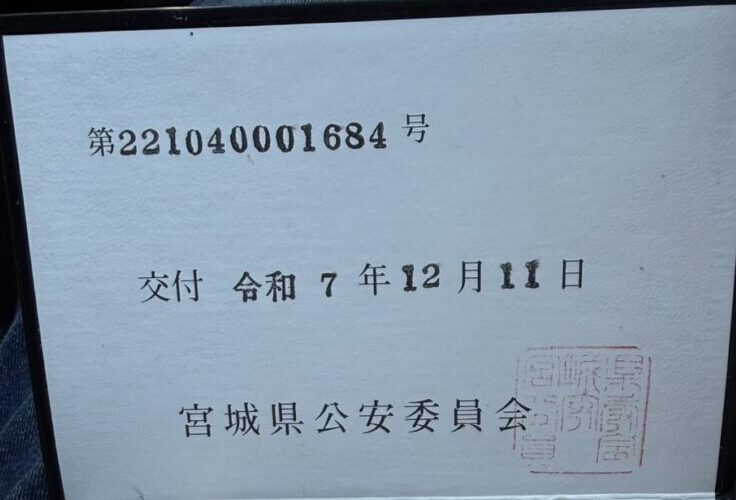 第221040001684号
交付 令和 7 年 12 月 11 日
宮城県公安委員会